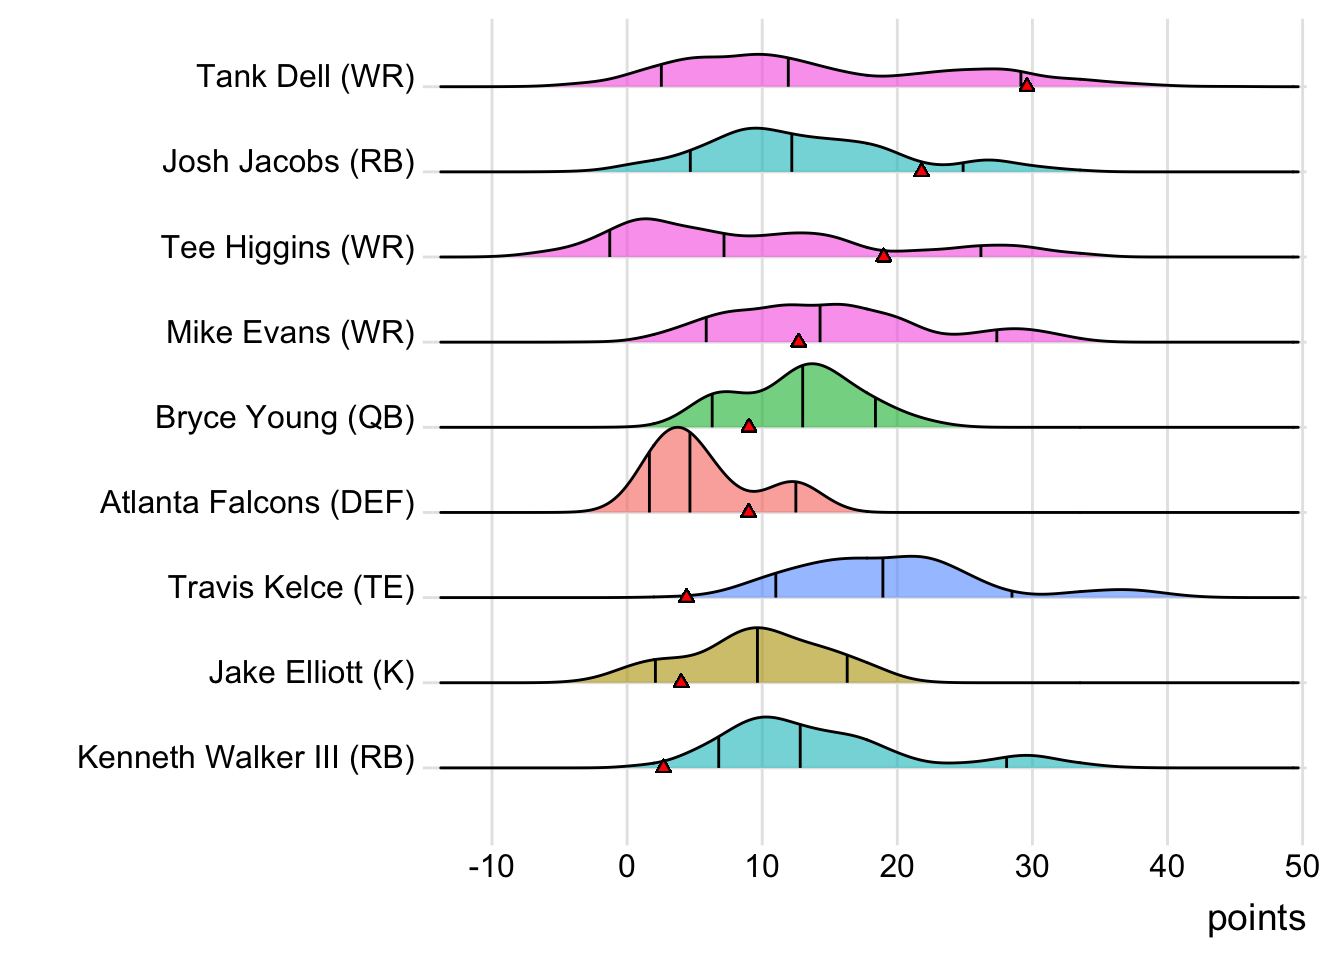 Tank Dell (WR)
Josh Jacobs (RB)
Tee Higgins (WR)
Mike Evans (WR)
Bryce Young (QB)
Atlanta Falcons (DEF)
Travis Kelce (TE)
Jake Elliott (K)
Kenneth Walker III (RB)
-10 0 10 20 30 40 50
points